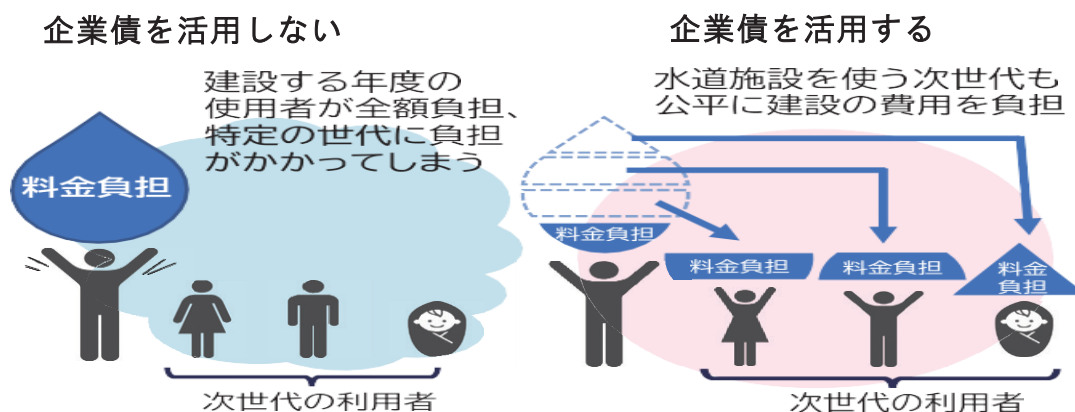 企業債を活用しない
建設する年度の
使用者が全額負担、
特定の世代に負担
がかかってしまう
料金負担
次世代の利用者
企業債を活用する
水道施設を使う次世代も
公平に建設の費用を負担
料金負担
料金負担
料金負担
料金
負担
次世代の利用者